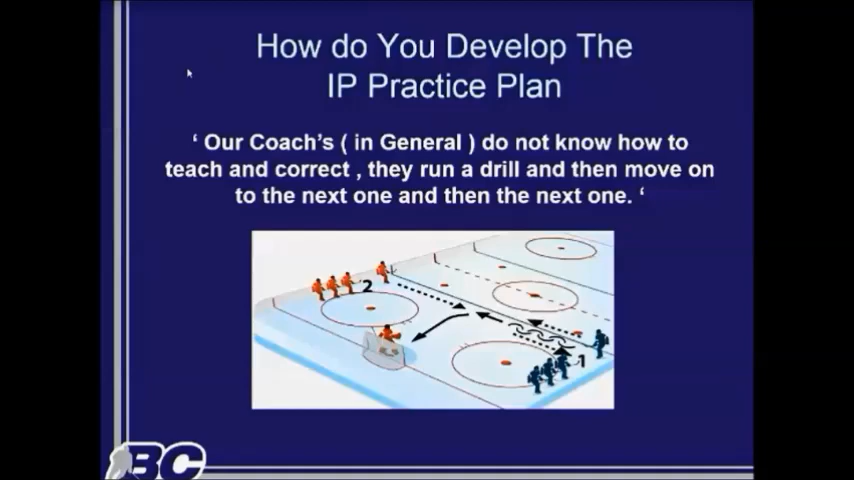 How do You Develop The
IP Practice Plan
‘ Our Coach's ( in General ) do not know how to
teach and correct , they run a drill and then move on
to the next one and then the next one. ‘
2
1
BC